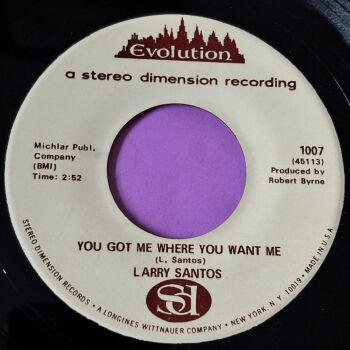 Evolution
a stereo dimension recording
Michlar Publ.
Company
(BMI)
Time: 2:52
1007
(45113)
Produced by
Robert Byrne
YOU GOT ME WHERE YOU WANT ME
(L. Santos)
LARRY SANTOS
SD
STEREO DIMENSION RECORDS • A LONGINES WITTNAUER COMPANY • NEW YORK, N.Y. 10019 • MADE IN U.S.A.